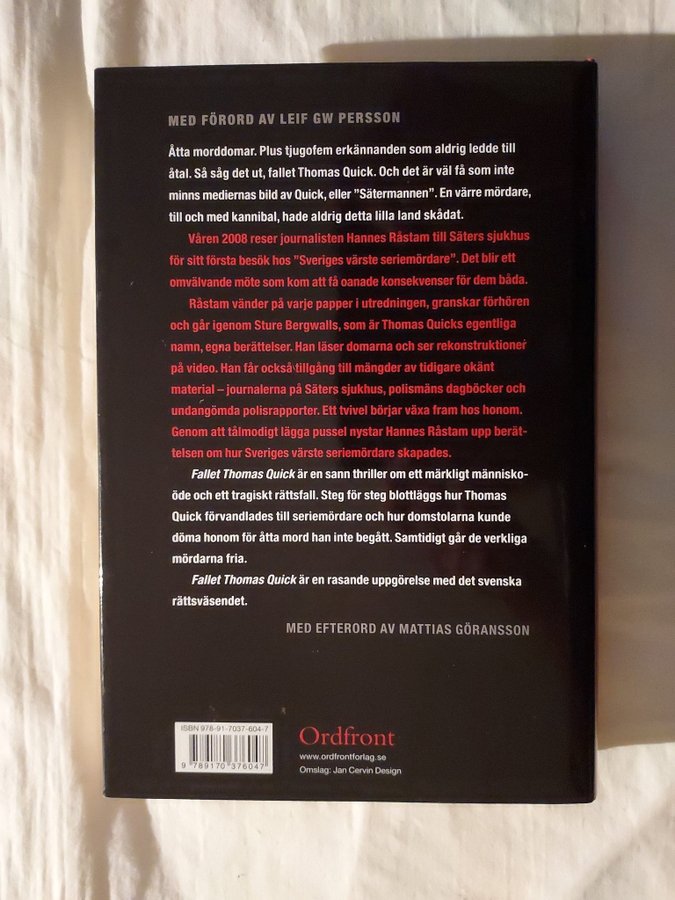 MED FÖRORD AV LEIF GW PERSSON
Åtta morddomar. Plus tjugofem erkännanden som aldrig ledde till
åtal. Så såg det ut, fallet Thomas Quick. Och det är väl få som inte
minns mediernas bild av Quick, eller ”Sätermannen”. En värre mördare,
till och med kannibal, hade aldrig detta lilla land skådat.
Våren 2008 reser journalisten Hannes Råstam till Säters sjukhus
för sitt första besök hos ”Sveriges värste seriemördare”. Det blir ett
omvälvande möte som kom att få oanade konsekvenser för dem båda.
Råstam vänder på varje papper i utredningen, granskar förhören
och går igenom Sture Bergwalls, som är Thomas Quicks egentliga
namn, egna berättelser. Han läser domarna och ser rekonstruktioner
på video. Han får också tillgång till mängder av tidigare okänt
material – journalerna på Säters sjukhus, polismäns dagböcker och
undangömda polisrapporter. Ett tvivel börjar växa fram hos honom.
Genom att tålmodigt lägga pussel nystar Hannes Råstam upp berät-
telsen om hur Sveriges värste seriemördare skapades.
Fallet Thomas Quick är en sann thriller om ett märkligt människo-
öde och ett tragiskt rättsfall. Steg för steg blottläggs hur Thomas
Quick förvandlades till seriemördare och hur domstolarna kunde
döma honom för åtta mord han inte begått. Samtidigt går de verkliga
mördarna fria.
Fallet Thomas Quick är en rasande uppgörelse med det svenska
rättsväsendet.
MED EFTERORD AV MATTIAS GÖRANSSON
ISBN 978-91-7037-604-7
9 789170 376047
Ordfront
www.ordfrontforlag.se
Omslag: Jan Cervin Design